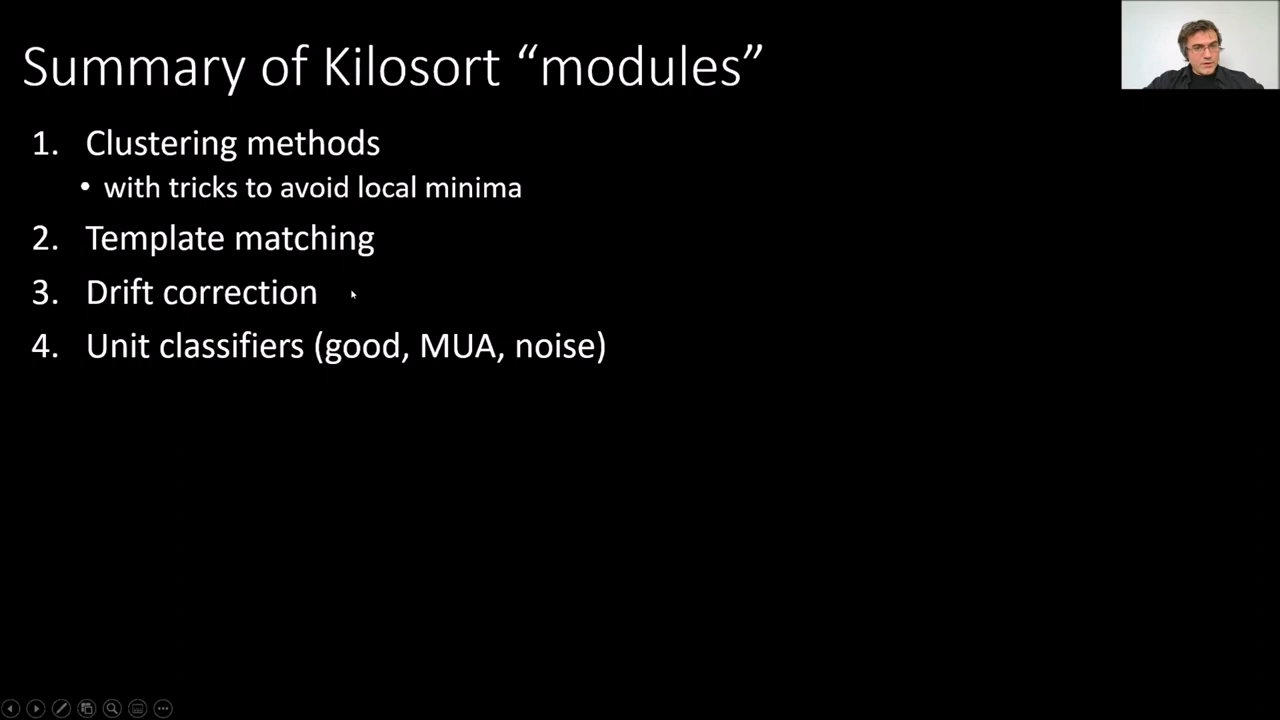 Summary of Kilosort “modules”
1. Clustering methods
• with tricks to avoid local minima
2. Template matching
3. Drift correction
4. Unit classifiers (good, MUA, noise)